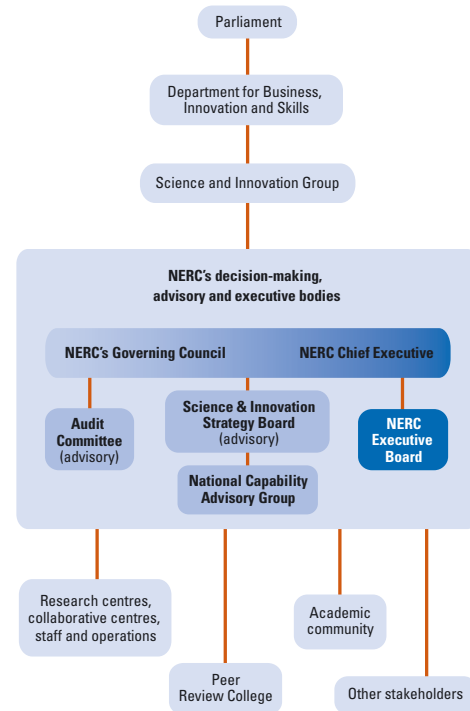 Parliament
Department for Business,
Innovation and Skills
Science and Innovation Group
NERC's decision-making,
advisory and executive bodies
NERC's Governing Council
NERC Chief Executive
Audit
Committee
(advisory)
Science & Innovation
Strategy Board
(advisory)
NERC
Executive
Board
National Capability
Advisory Group
Research centres,
collaborative centres,
staff and operations
Academic
community
Peer
Review College
Other stakeholders